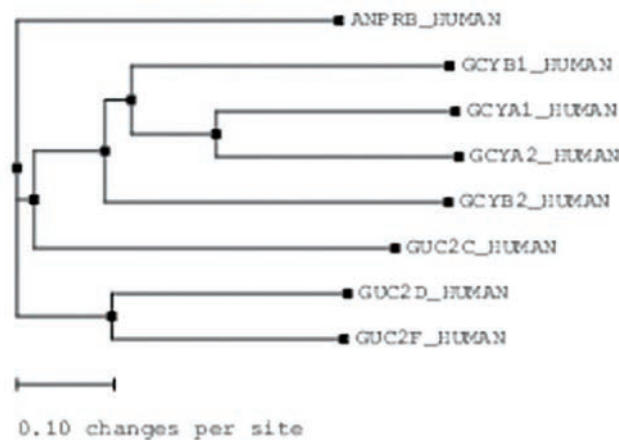 ANPRB_HUMAN
GCYB1_HUMAN
GCYA1_HUMAN
GCYA2_HUMAN
GCYB2_HUMAN
GUC2C_HUMAN
GUC2D_HUMAN
GUC2F_HUMAN
0.10 changes per site